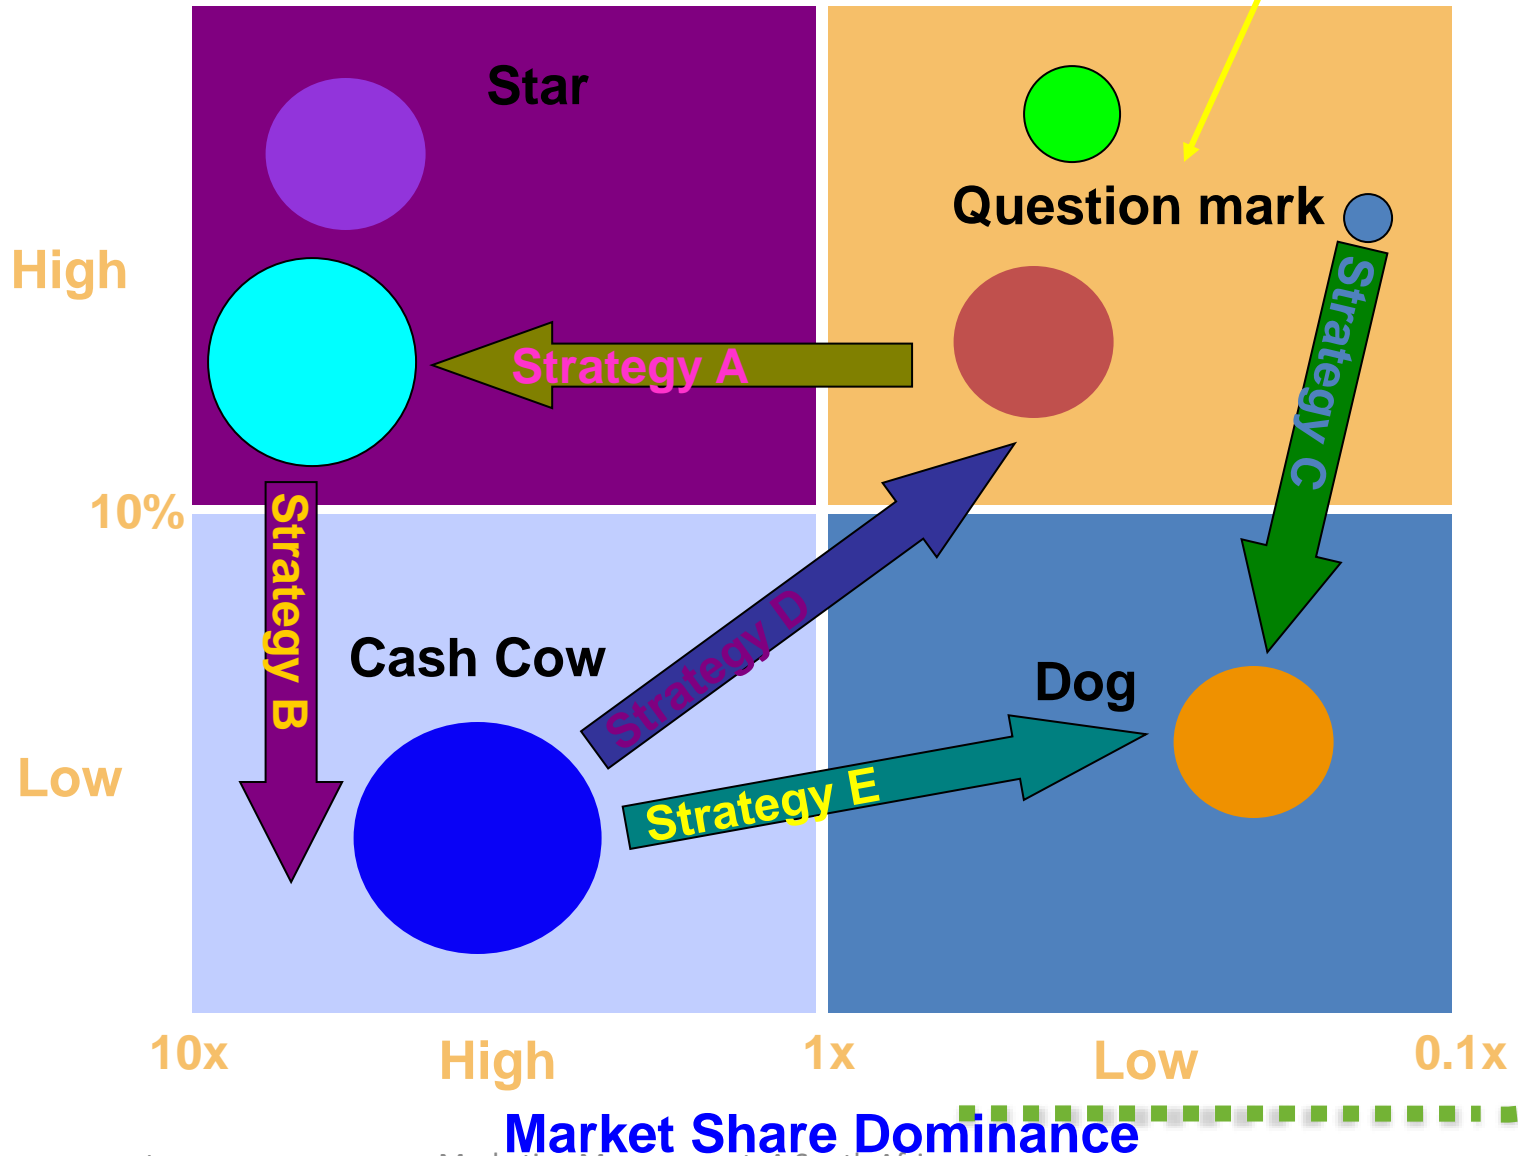 Star
Question mark
High
Strategy A
Strategy C
10%
Strategy B
Cash Cow
Strategy D
Dog
Low
Strategy E
10x
High
1x
Low
0.1x
Market Share Dominance